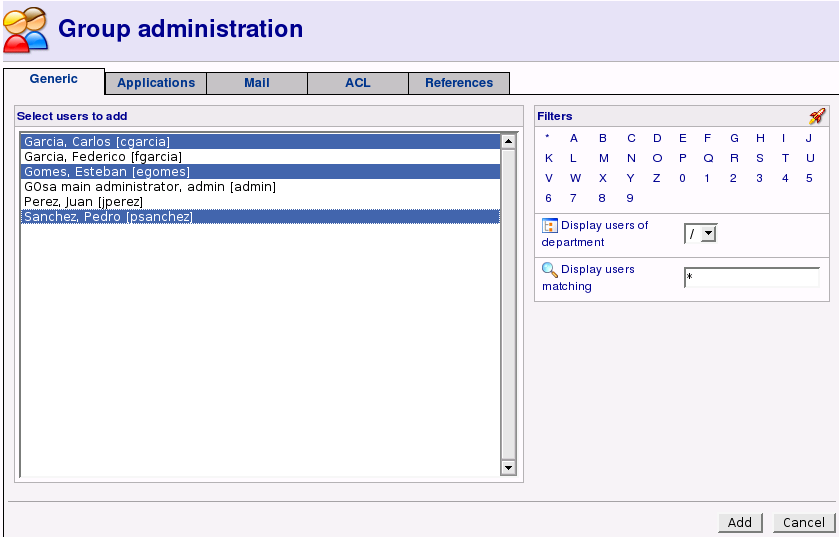 Group administration
Generic Applications Mail ACL References
Select users to add
Garcia, Carlos [cgarcia]
Garcia, Federico [fgarcia]
Gomes, Esteban [egomes]
GOsa main administrator, admin [admin]
Perez, Juan [jperez]
Sanchez, Pedro [psanchez]
Filters
* A B C D E F G H I J
K L M N O P Q R S T U
V W X Y Z 0 1 2 3 4 5
6 7 8 9
Display users of
department
/
Display users
matching
*
Add Cancel